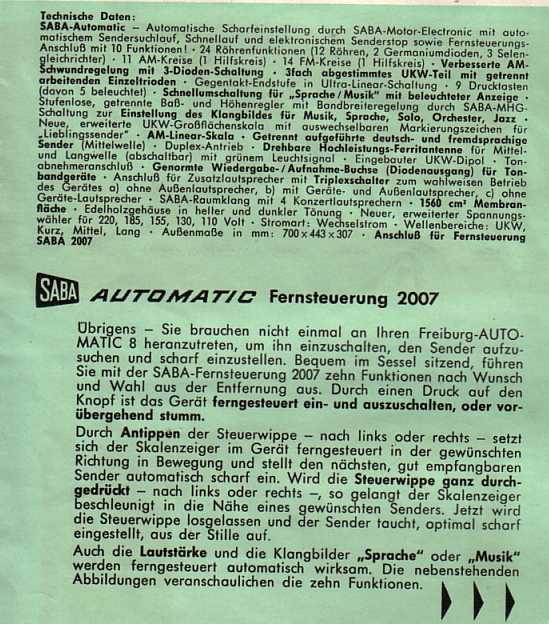 Technische Daten:
SABA-Automatic – Automatische Scharfeinstellung durch SABA-Motor-Electronic mit auto-
matischem Sendersuchlauf, Schnellauf und elektronischem Senderstop sowie Fernsteuerungs-
Anschluß mit 10 Funktionen! · 24 Röhrenfunktionen (12 Röhren, 2 Germaniumdioden, 3 Selen-
gleichrichter) · 11 AM-Kreise (1 Hilfskreis) · 14 FM-Kreise (1 Hilfskreis) · Verbesserte AM-
Schwundregelung mit 3-Dioden-Schaltung · 3fach abgestimmtes UKW-Teil mit getrennt
arbeitenden Einzeltrioden · Gegentakt-Endstufe in Ultra-Linear-Schaltung · 9 Drucktasten
(davon 5 beleuchtet) · Schnellumschaltung für „Sprache / Musik" mit beleuchteter Anzeige
Stufenlose, getrennte Baß- und Höhenregler mit Bandbreiteregelung durch SABA-MHG-
Schaltung zur Einstellung des Klangbildes für Musik, Sprache, Solo, Orchester, Jazz ·
Neue, erweiterte UKW-Großflächenskala mit auswechselbaren Markierungszeichen für
„Lieblingssender" · AM-Linear-Skala · Getrennt aufgeführte deutsch- und fremdsprachige
Sender (Mittelwelle) · Duplex-Antrieb · Drehbare Hochleistungs-Ferritantenne für Mittel-
und Langwelle (abschaltbar) mit grünem Leuchtsignal · Eingebauter UKW-Dipol · Ton-
abnehmeranschluß · Genormte Wiedergabe-/Aufnahme-Buchse (Diodenausgang) für Ton-
bandgeräte · Anschluß für Zusatzlautsprecher mit Triplexschalter zum wahlweisen Betrieb
des Gerätes a) ohne Außenlautsprecher, b) mit Geräte- und Außenlautsprecher, c) ohne
Geräte-Lautsprecher · SABA-Raumklang mit 4 Konzertlautsprechern · 1560 cm² Membran-
fläche · Edelholzgehäuse in heller und dunkler Tönung · Neuer, erweiterter Spannungs-
wähler für 220, 185, 155, 130, 110 Volt · Stromart: Wechselstrom · Wellenbereiche: UKW,
Kurz, Mittel, Lang · Außenmaße in mm: 700 x 443 x 307 · Anschluß für Fernsteuerung
SABA 2007
SABA AUTOMATIC Fernsteuerung 2007
Übrigens – Sie brauchen nicht einmal an Ihren Freiburg-AUTO-
MATIC 8 heranzutreten, um ihn einzuschalten, den Sender aufzu-
suchen und scharf einzustellen. Bequem im Sessel sitzend, führen
Sie mit der SABA-Fernsteuerung 2007 zehn Funktionen nach Wunsch
und Wahl aus der Entfernung aus. Durch einen Druck auf den
Knopf ist das Gerät ferngesteuert ein- und auszuschalten, oder vor-
übergehend stumm.
Durch Antippen der Steuerwippe – nach links oder rechts – setzt
sich der Skalenzeiger im Gerät ferngesteuert in der gewünschten
Richtung in Bewegung und stellt den nächsten, gut empfangbaren
Sender automatisch scharf ein. Wird die Steuerwippe ganz durch-
gedrückt – nach links oder rechts –, so gelangt der Skalenzeiger
beschleunigt in die Nähe eines gewünschten Senders. Jetzt wird
die Steuerwippe losgelassen und der Sender taucht, optimal scharf
eingestellt, aus der Stille auf.
Auch die Lautstärke und die Klangbilder „Sprache" oder „Musik"
werden ferngesteuert automatisch wirksam. Die nebenstehenden
Abbildungen veranschaulichen die zehn Funktionen.